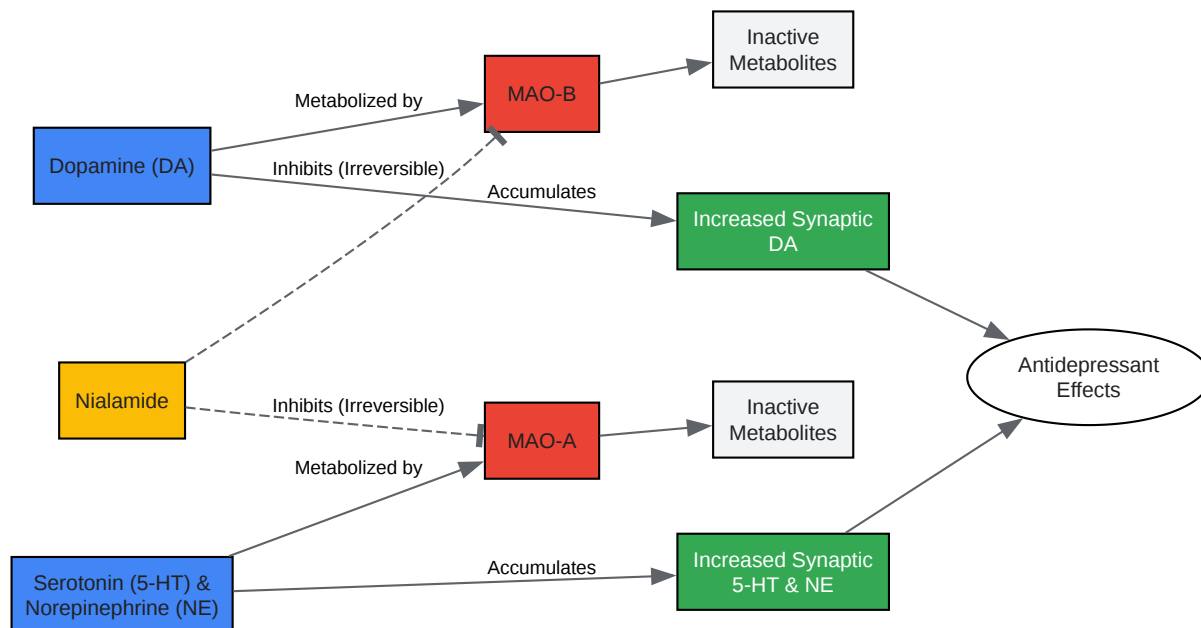 Inactive
Metabolites
MAO-B
Metabolized by
Dopamine (DA)
Inhibits (Irreversible)
Accumulates
Increased Synaptic
DA
Antidepressant
Effects
Nialamide
Inhibits (Irreversible)
MAO-A
Inactive
Metabolites
Metabolized by
Serotonin (5-HT) &
Norepinephrine (NE)
Accumulates
Increased Synaptic
5-HT & NE